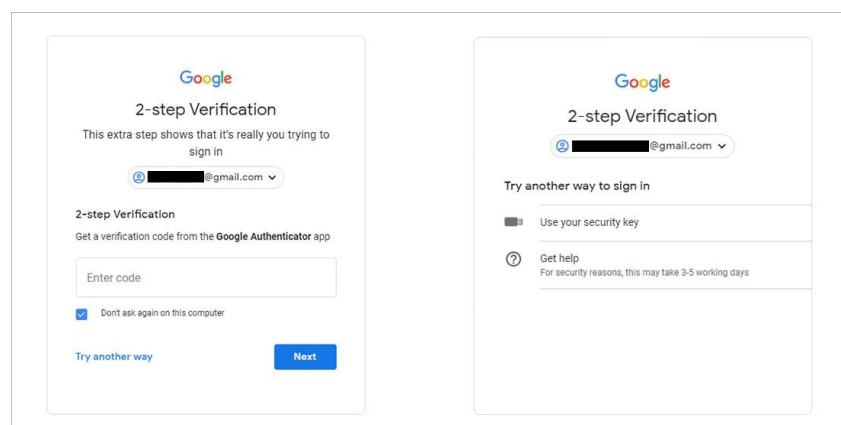 Google
2-step Verification
This extra step shows that it's really you trying to
sign in
@gmail.com
2-step Verification
Get a verification code from the Google Authenticator app
Enter code
Don't ask again on this computer
Try another way
Next
Google
2-step Verification
@gmail.com
Try another way to sign in
Use your security key
Get help
For security reasons, this may take 3-5 working days